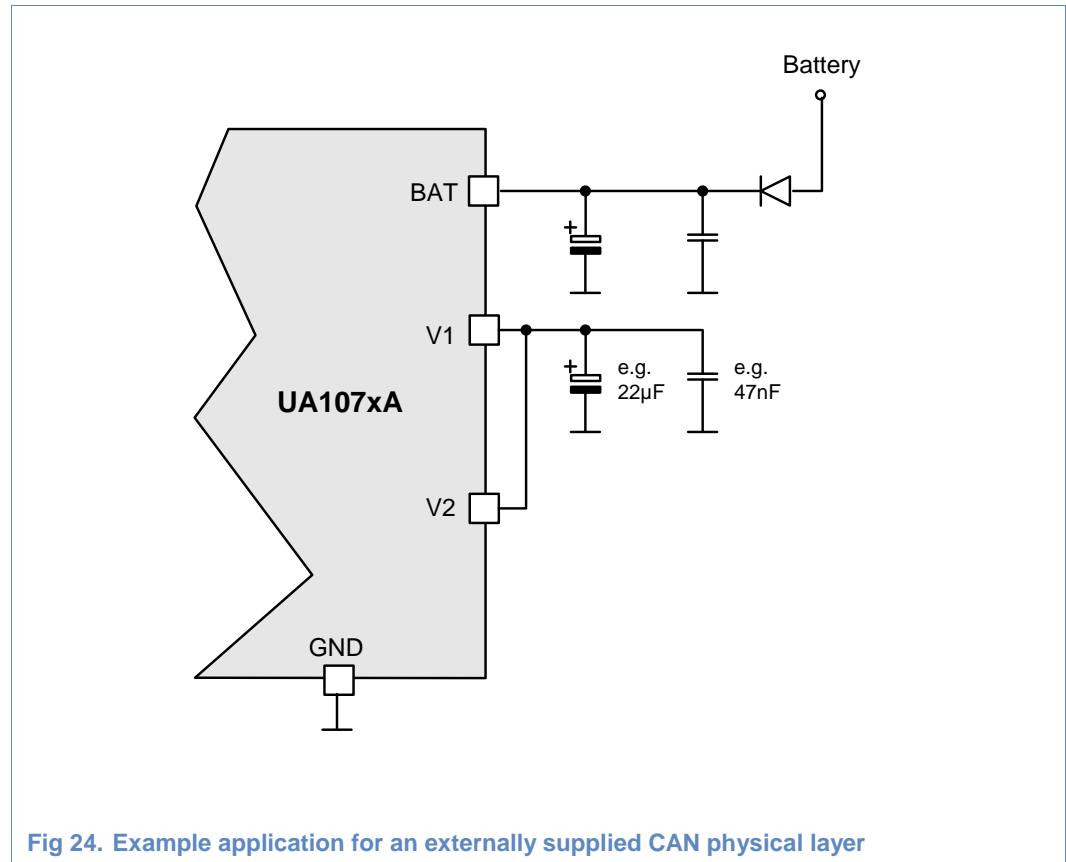 Battery
BAT
+
V1
+
e.g.
22µF
e.g.
47nF
UA107xA
V2
GND
Fig 24. Example application for an externally supplied CAN physical layer